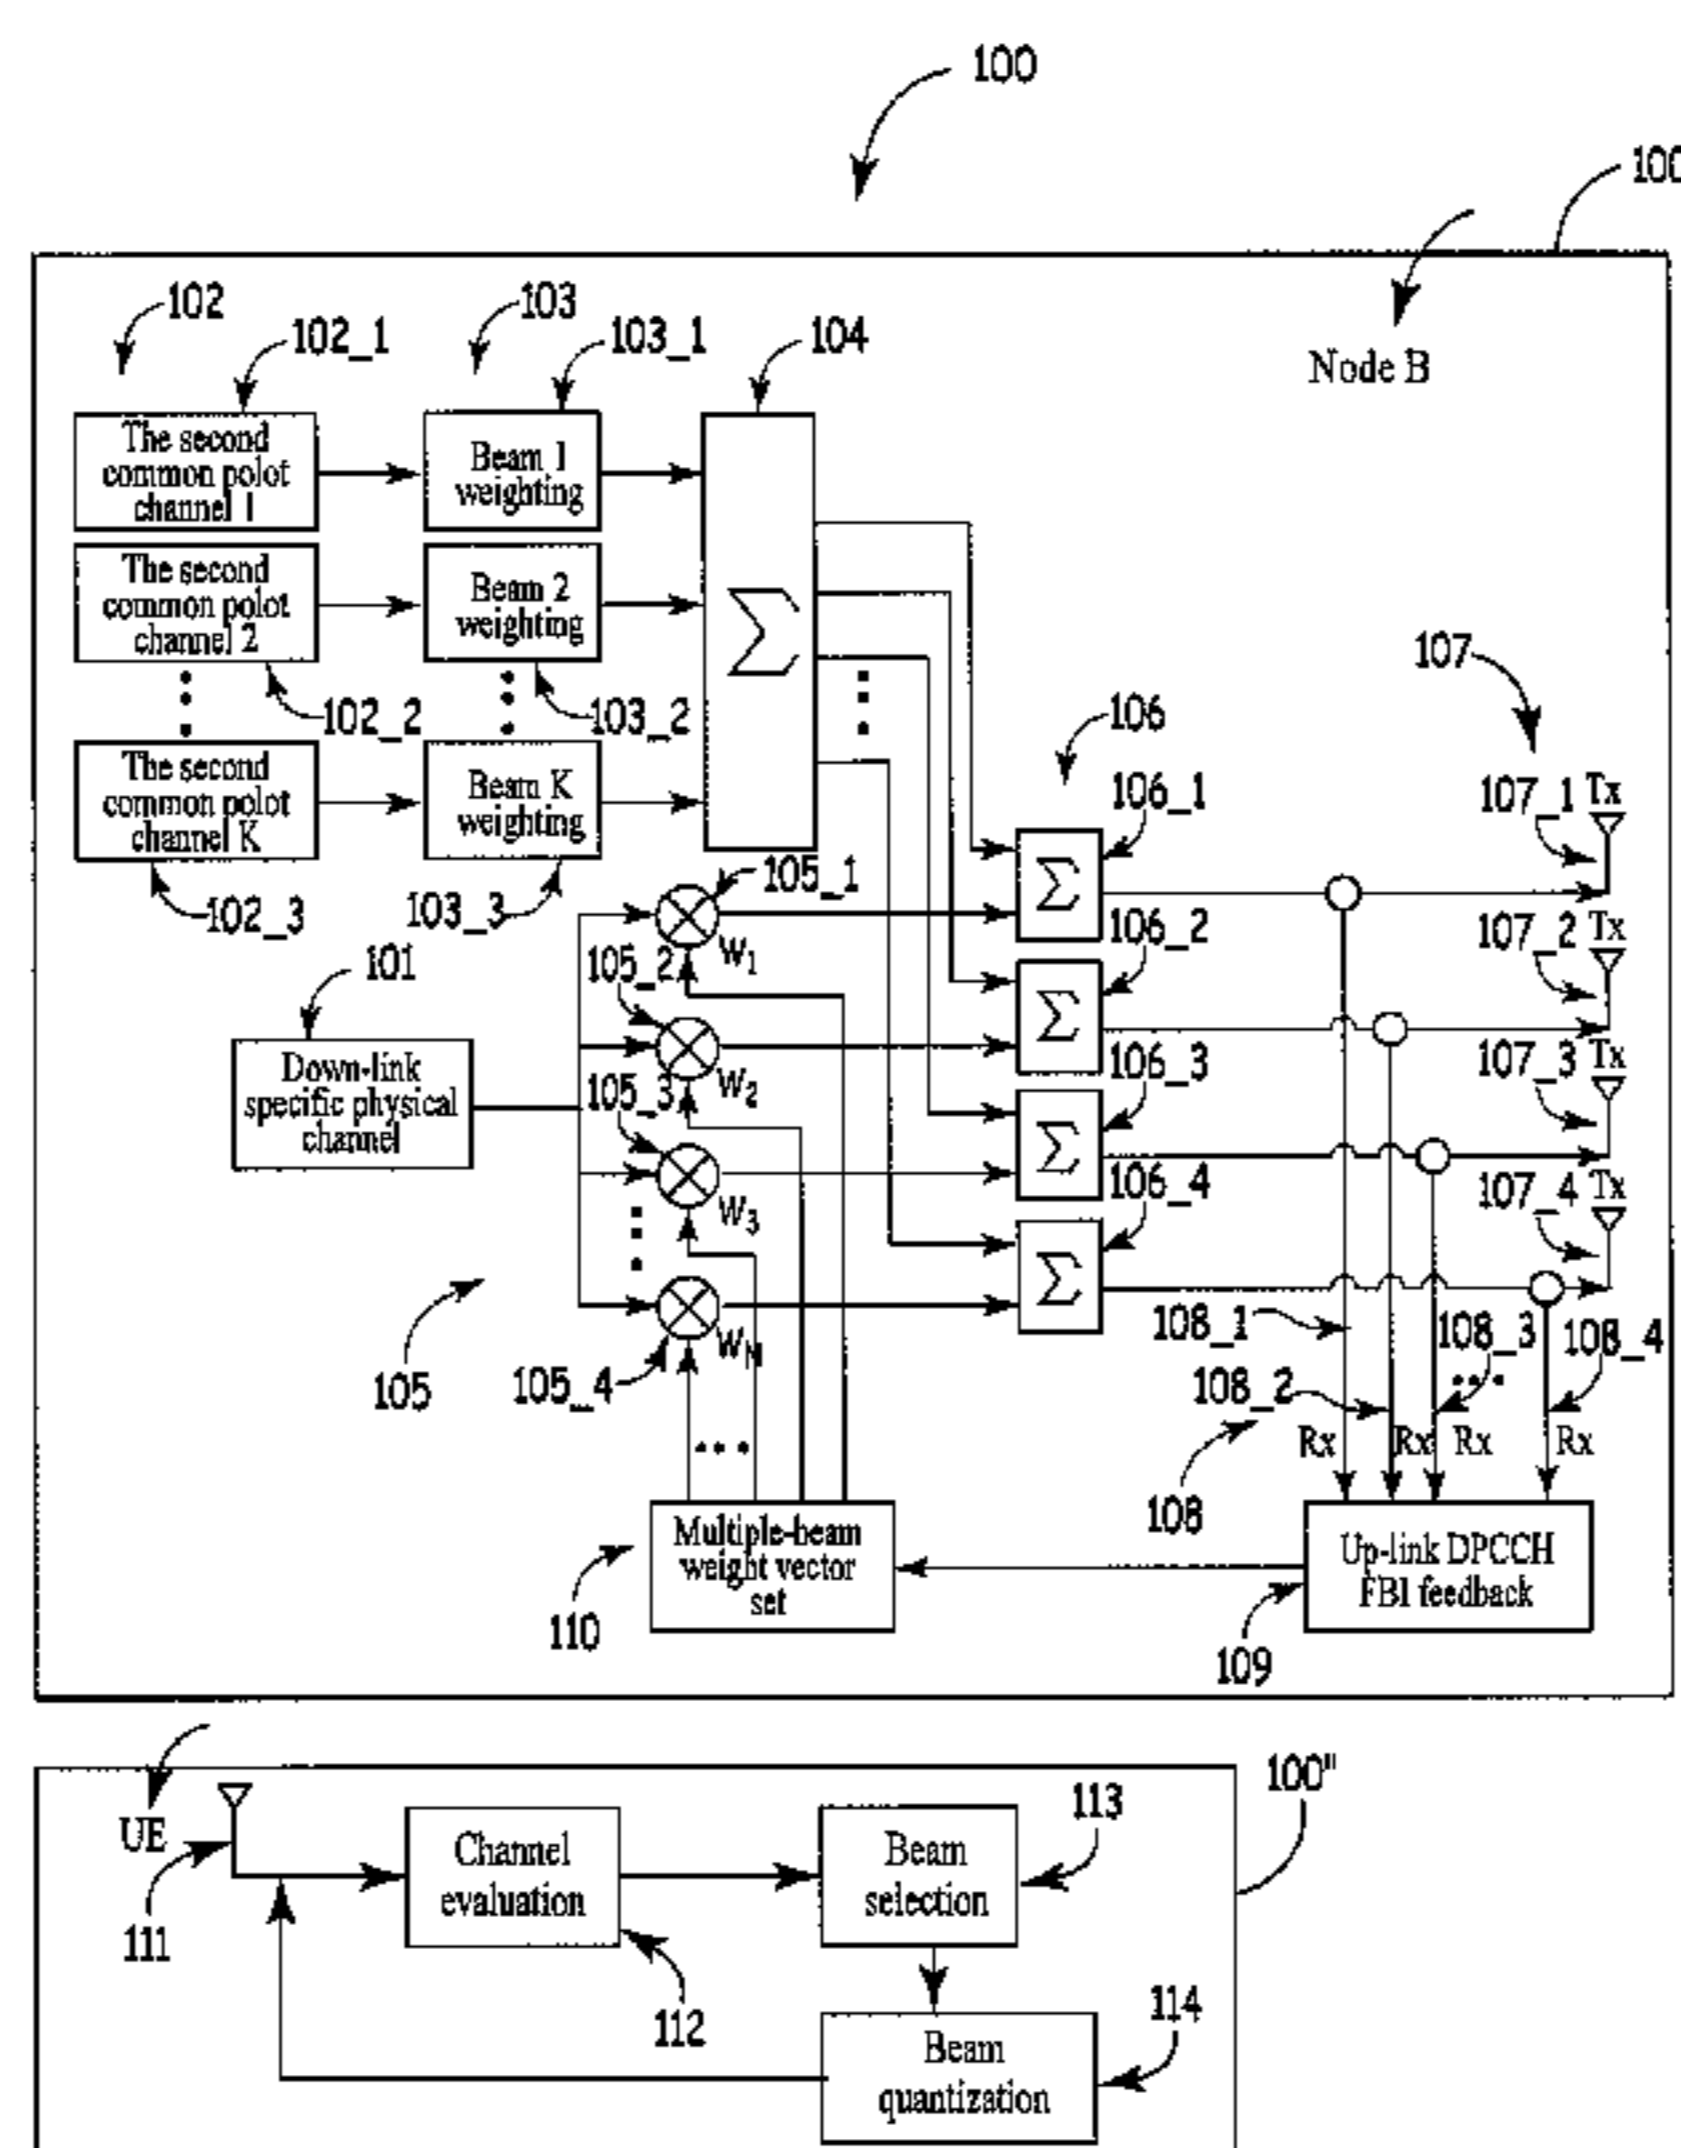 100
100
102
102_1
103
103_1
104
Node B
The second
common polot
channel 1
Beam 1
weighting
The second
common polot
channel 2
Beam 2
weighting
Σ
102_2
103_2
107
106
The second
common polot
channel K
Beam K
weighting
106_1
107_1
Tx
102_3
103_3
105_1
Σ
106_2
107_2
Tx
101
105_2
W1
Down-link
specific physical
channel
Σ
106_3
107_3
Tx
105_3
W2
Σ
106_4
107_4
Tx
W3
Σ
105
105_4
WN
108_1
108_2
108_3
108_4
108
Rx
Rx
Rx
Rx
Multiple-beam
weight vector
set
110
Up-link DPCCH
FBI feedback
109
100"
UE
111
Channel
evaluation
112
Beam
selection
113
Beam
quantization
114